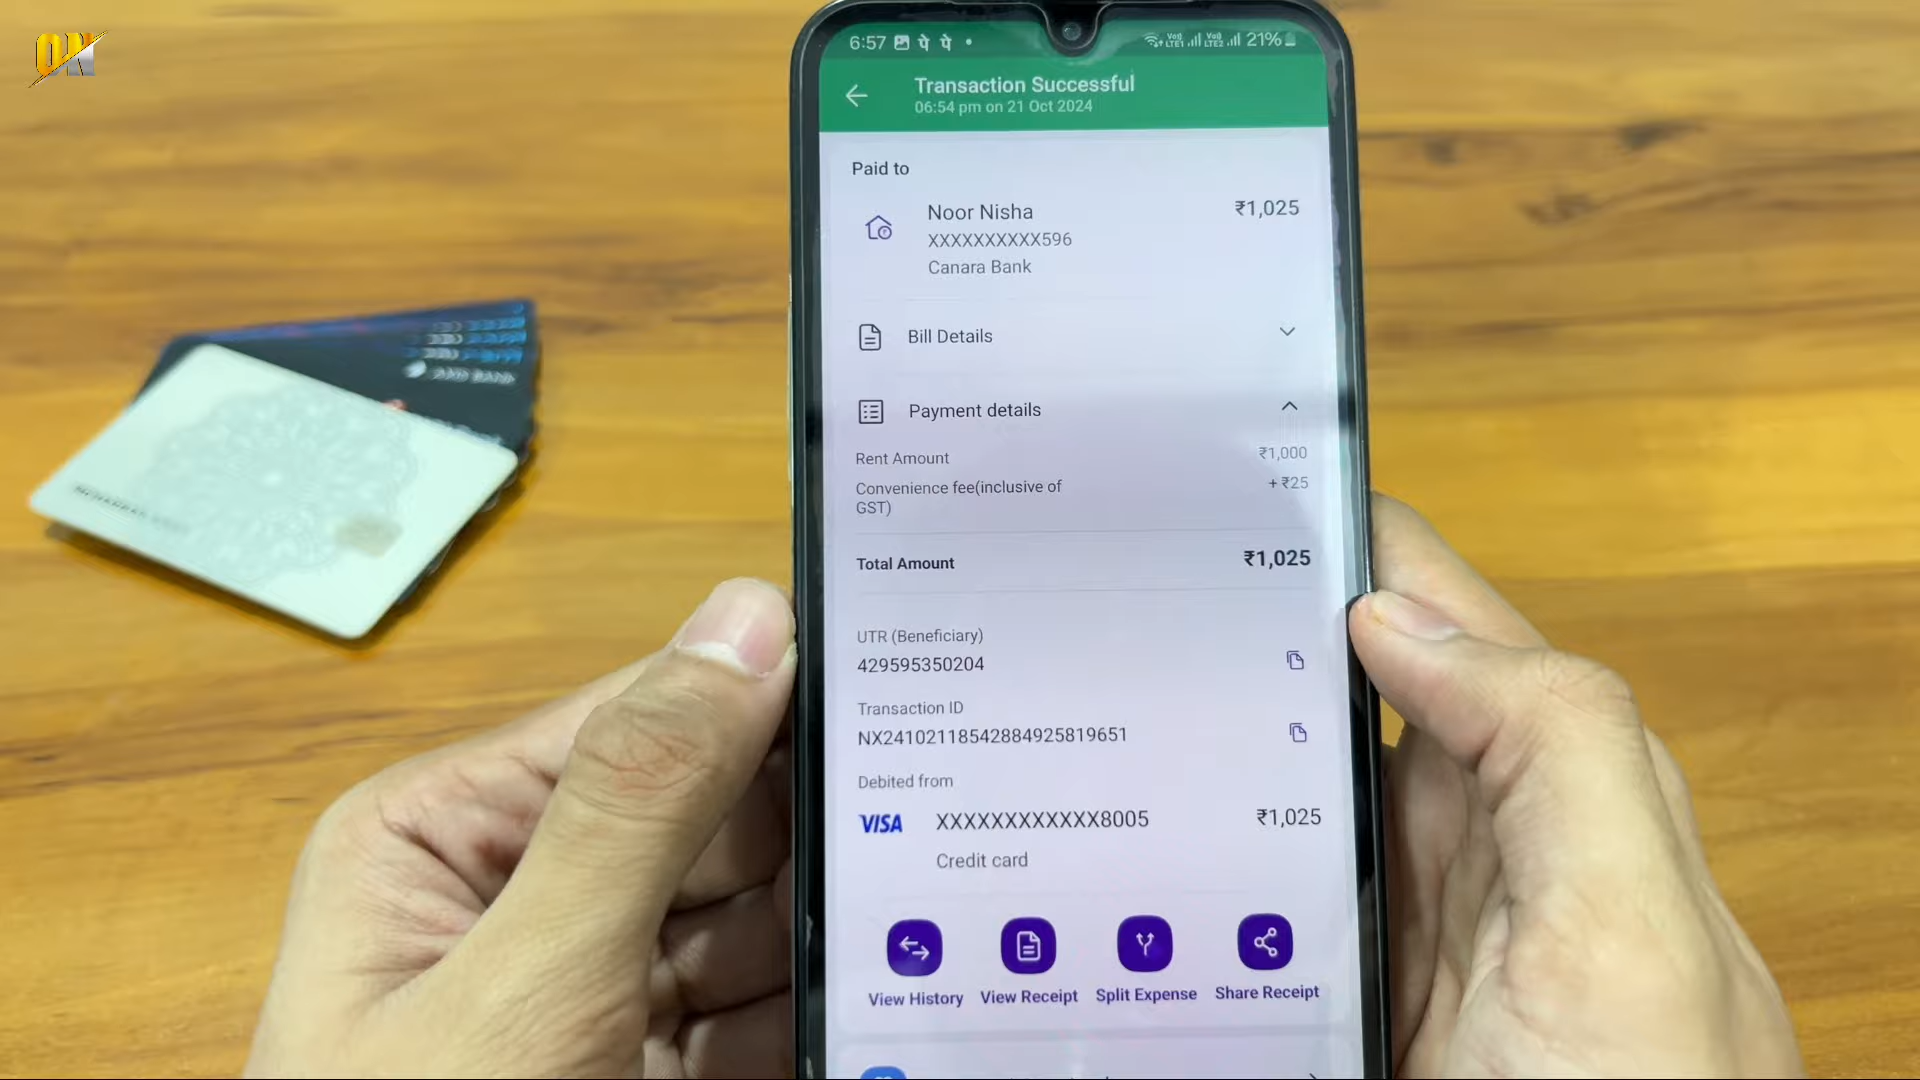 ON
6:57 पे पे 21%
Transaction Successful
06:54 pm on 21 Oct 2024
Paid to
Noor Nisha ₹1,025
XXXXXXXXXX596
Canara Bank
Bill Details
Payment details
Rent Amount ₹1,000
Convenience fee(inclusive of + ₹25
GST)
Total Amount ₹1,025
UTR (Beneficiary)
429595350204
Transaction ID
NX24102118542884925819651
Debited from
VISA XXXXXXXXXXXX8005 ₹1,025
Credit card
View History View Receipt Split Expense Share Receipt
BANK